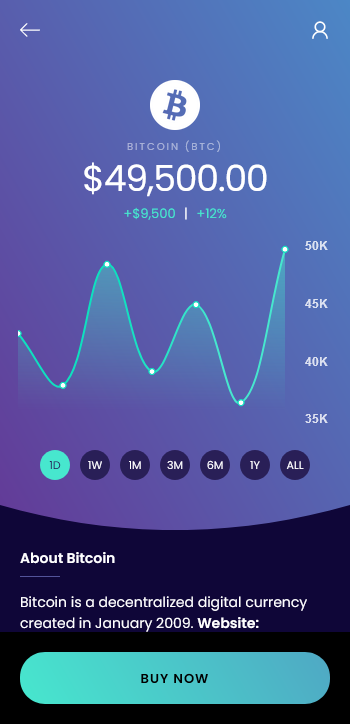 BITCOIN (BTC)
$49,500.00
+$9,500 | +12%
50K
45K
40K
35K
1D 1W 1M 3M 6M 1Y ALL
About Bitcoin
Bitcoin is a decentralized digital currency
created in January 2009. Website:
BUY NOW